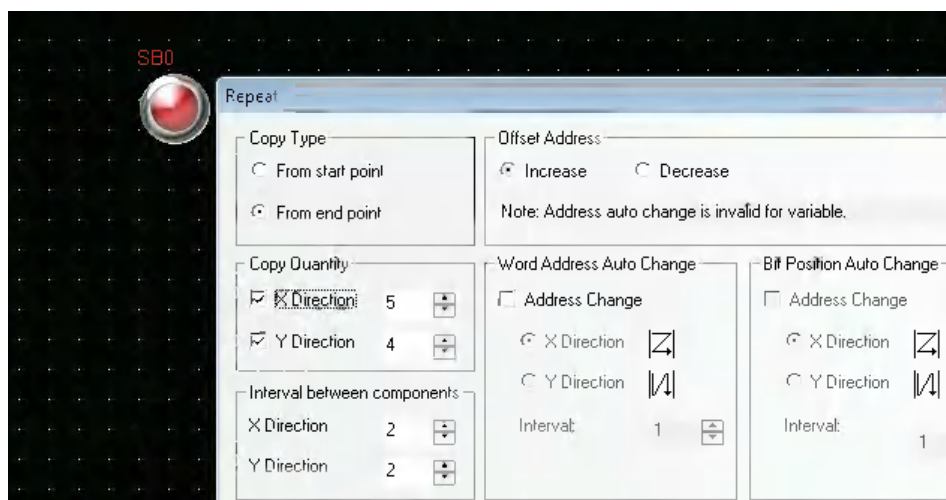 SB0
Repeat
Copy Type
From start point
From end point
Offset Address
Increase Decrease
Note: Address auto change is invalid for variable.
Copy Quantity
X Direction 5
Y Direction 4
Word Address Auto Change
Address Change
X Direction
Y Direction
Interval: 1
Bit Position Auto Change
Address Change
X Direction
Y Direction
Interval: 1
Interval between components
X Direction 2
Y Direction 2